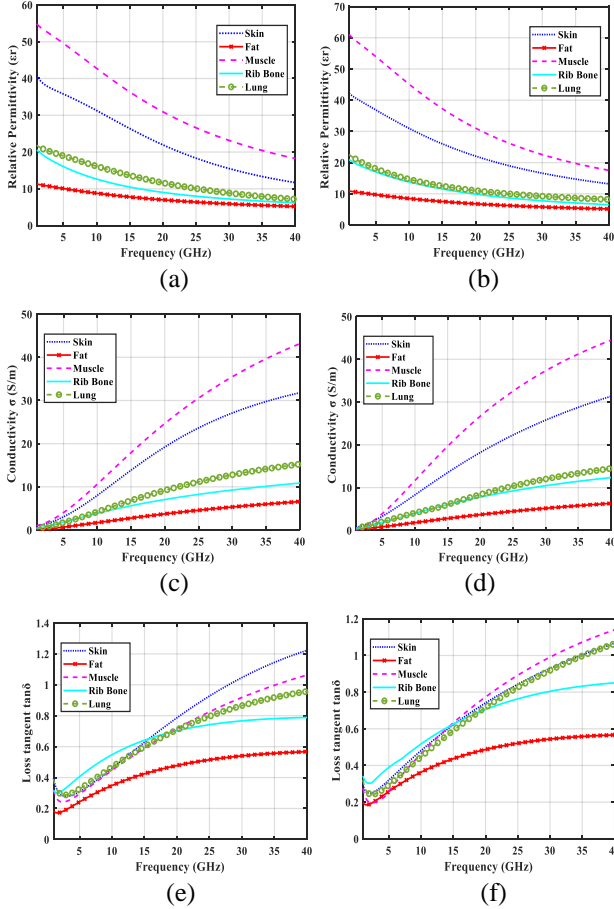 60
50
40
30
20
10
0
Relative Permittivity (εr)
Skin
Fat
Muscle
Rib Bone
Lung
5 10 15 20 25 30 35 40
Frequency (GHz)
(a)
70
60
50
40
30
20
10
0
Relative Permittivity (εr)
Skin
Fat
Muscle
Rib Bone
Lung
5 10 15 20 25 30 35 40
Frequency (GHz)
(b)
50
40
30
20
10
0
Conductivity σ (S/m)
Skin
Fat
Muscle
Rib Bone
Lung
5 10 15 20 25 30 35 40
Frequency (GHz)
(c)
50
40
30
20
10
0
Conductivity σ (S/m)
Skin
Fat
Muscle
Rib Bone
Lung
5 10 15 20 25 30 35 40
Frequency (GHz)
(d)
1.4
1.2
1
0.8
0.6
0.4
0.2
0
Loss tangent tanδ
Skin
Fat
Muscle
Rib Bone
Lung
5 10 15 20 25 30 35 40
Frequency (GHz)
(e)
1.2
1
0.8
0.6
0.4
0.2
0
Loss tangent tanδ
Skin
Fat
Muscle
Rib Bone
Lung
5 10 15 20 25 30 35 40
Frequency (GHz)
(f)